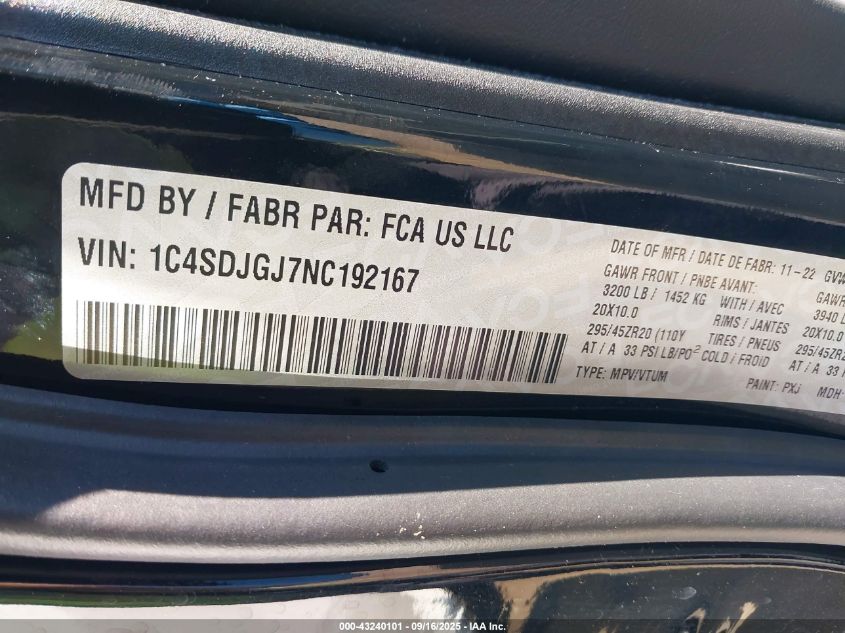 MFD BY / FABR PAR: FCA US LLC
VIN: 1C4SDJGJ7NC192167
DATE OF MFR / DATE DE FABR: 11-22
GAWR FRONT / PNBE AVANT: GAWR
3200 LB / 1452 KG WITH / AVEC 3940
20X10.0 RIMS / JANTES 20X10.0
295/45ZR20 (110Y TIRES / PNEUS 295/45ZR2
AT / A 33 PSI LB/PO² COLD / FROID AT / A 33
TYPE: MPV/VTUM PAINT: PXJ MDH
000-43240101 - 09/16/2025 - IAA Inc.